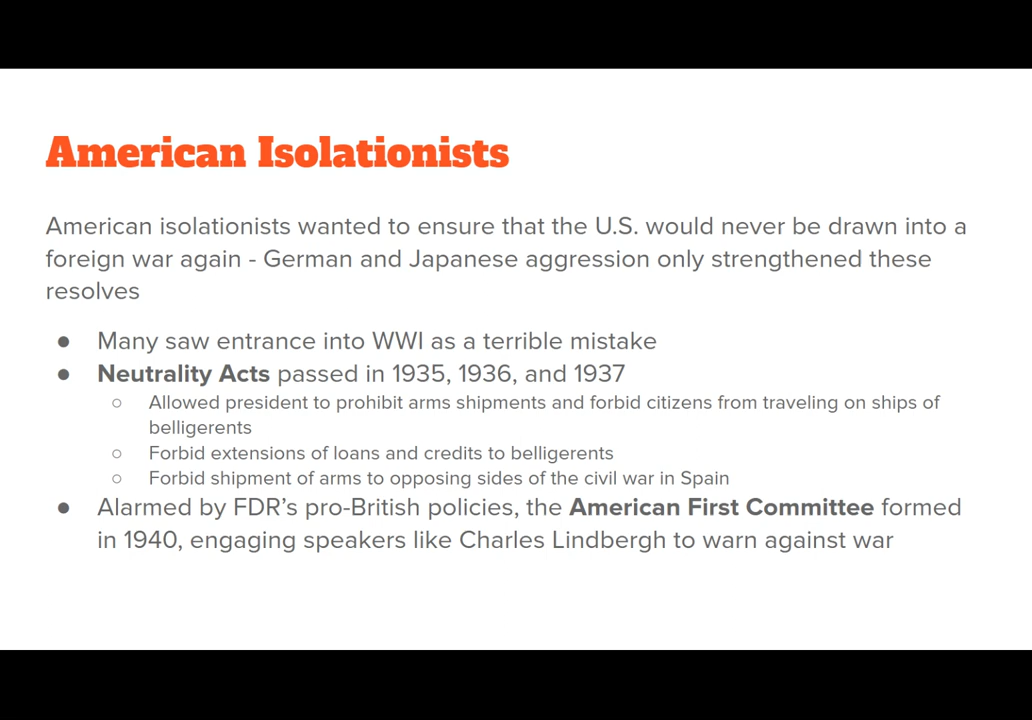 American Isolationists
American isolationists wanted to ensure that the U.S. would never be drawn into a
foreign war again - German and Japanese aggression only strengthened these
resolves
● Many saw entrance into WWI as a terrible mistake
● Neutrality Acts passed in 1935, 1936, and 1937
○ Allowed president to prohibit arms shipments and forbid citizens from traveling on ships of
belligerents
○ Forbid extensions of loans and credits to belligerents
○ Forbid shipment of arms to opposing sides of the civil war in Spain
● Alarmed by FDR’s pro-British policies, the American First Committee formed
in 1940, engaging speakers like Charles Lindbergh to warn against war